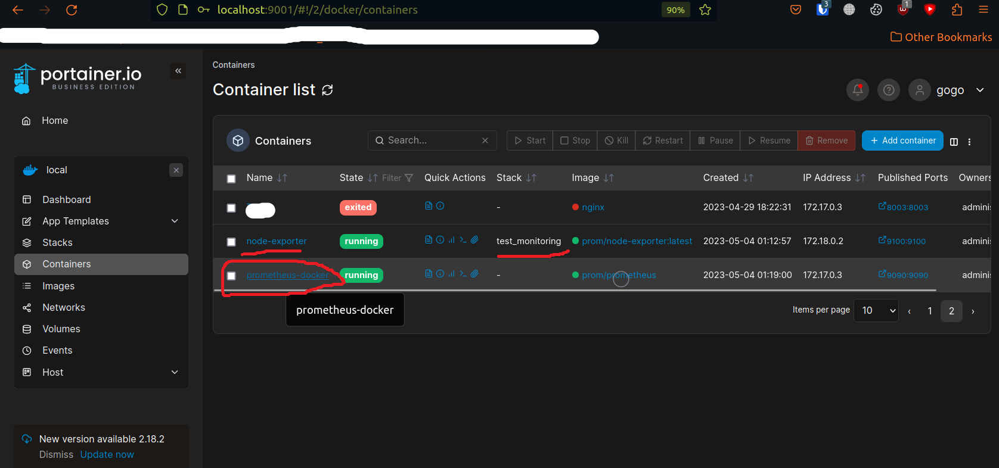 localhost:9001/#!/2/docker/containers
90%
3
1
Other Bookmarks
portainer.io
BUSINESS EDITION
«
Home
local
Dashboard
App Templates
Stacks
Containers
Images
Networks
Volumes
Events
Host
New version available 2.18.2
Dismiss Update now
Containers
Container list
gogo
Containers
Search...
Start Stop Kill Restart Pause Resume Remove
+ Add container
Name State Filter Quick Actions Stack Image Created IP Address Published Ports Owners
exited - nginx 2023-04-29 18:22:31 172.17.0.3 8003:8003 adminis
node-exporter running test_monitoring prom/node-exporter:latest 2023-05-04 01:12:57 172.18.0.2 9100:9100 adminis
prometheus-docker running - prom/prometheus 2023-05-04 01:19:00 172.17.0.3 9090:9090 adminis
prometheus-docker
Items per page 10 ‹ 1 2 ›